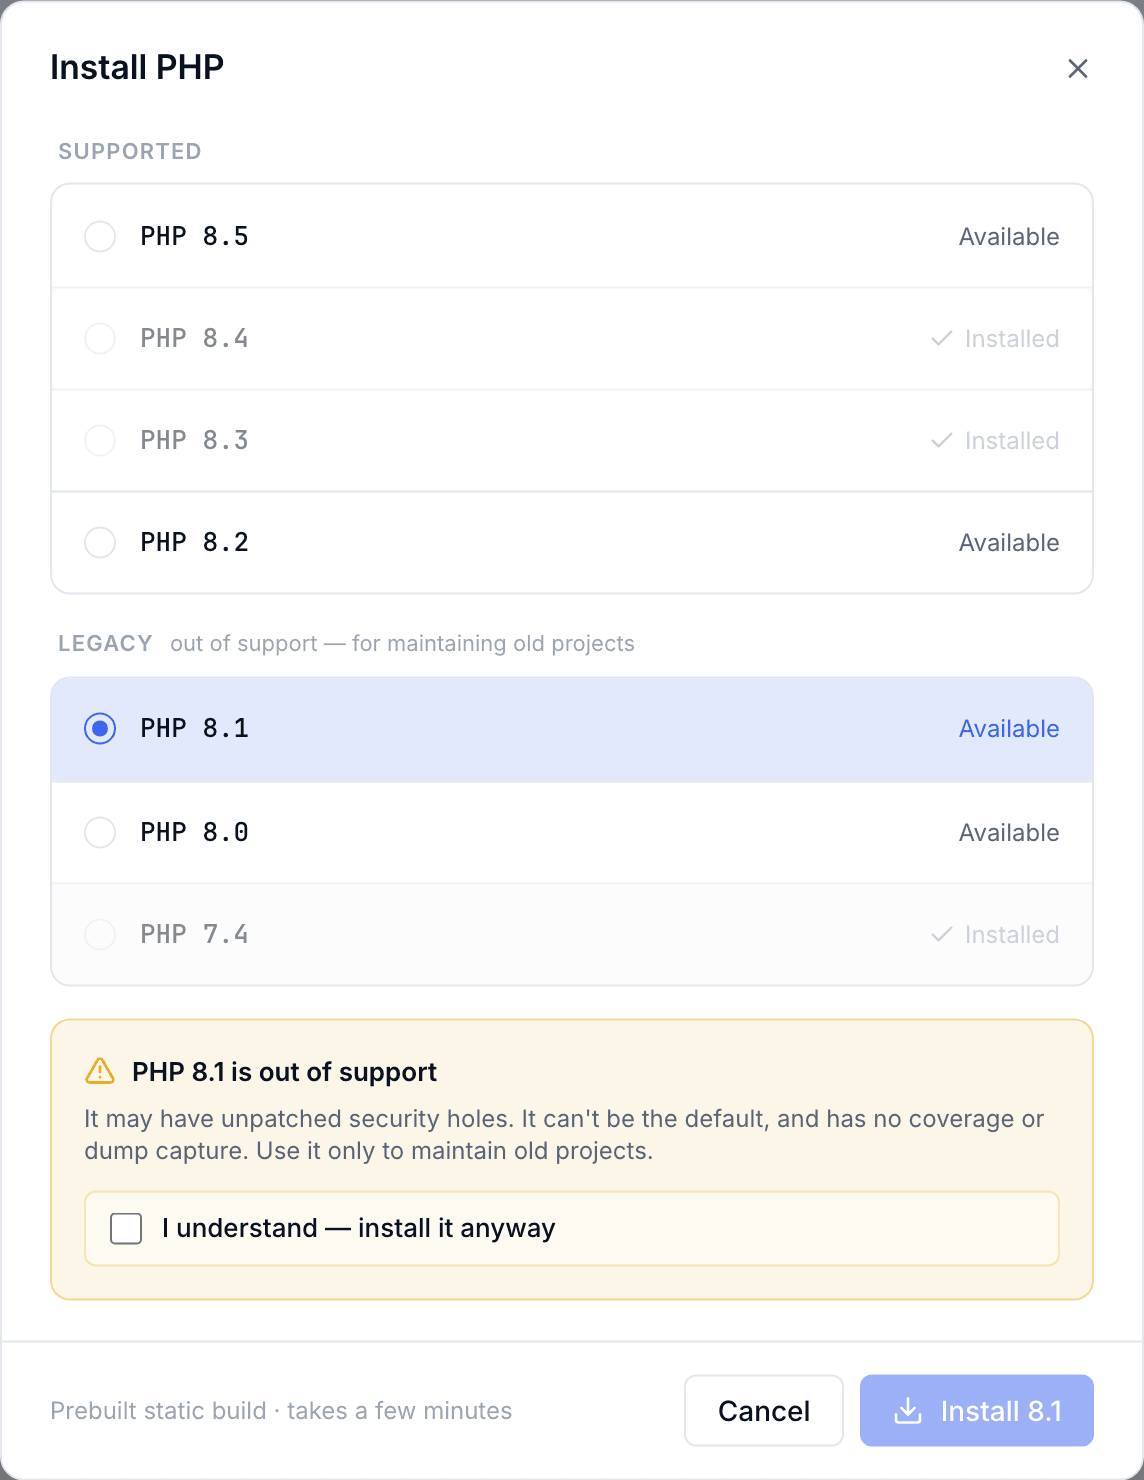 Install PHP
SUPPORTED
PHP 8.5 Available
PHP 8.4 Installed
PHP 8.3 Installed
PHP 8.2 Available
LEGACY out of support — for maintaining old projects
PHP 8.1 Available
PHP 8.0 Available
PHP 7.4 Installed
PHP 8.1 is out of support
It may have unpatched security holes. It can't be the default, and has no coverage or
dump capture. Use it only to maintain old projects.
I understand — install it anyway
Prebuilt static build · takes a few minutes Cancel Install 8.1